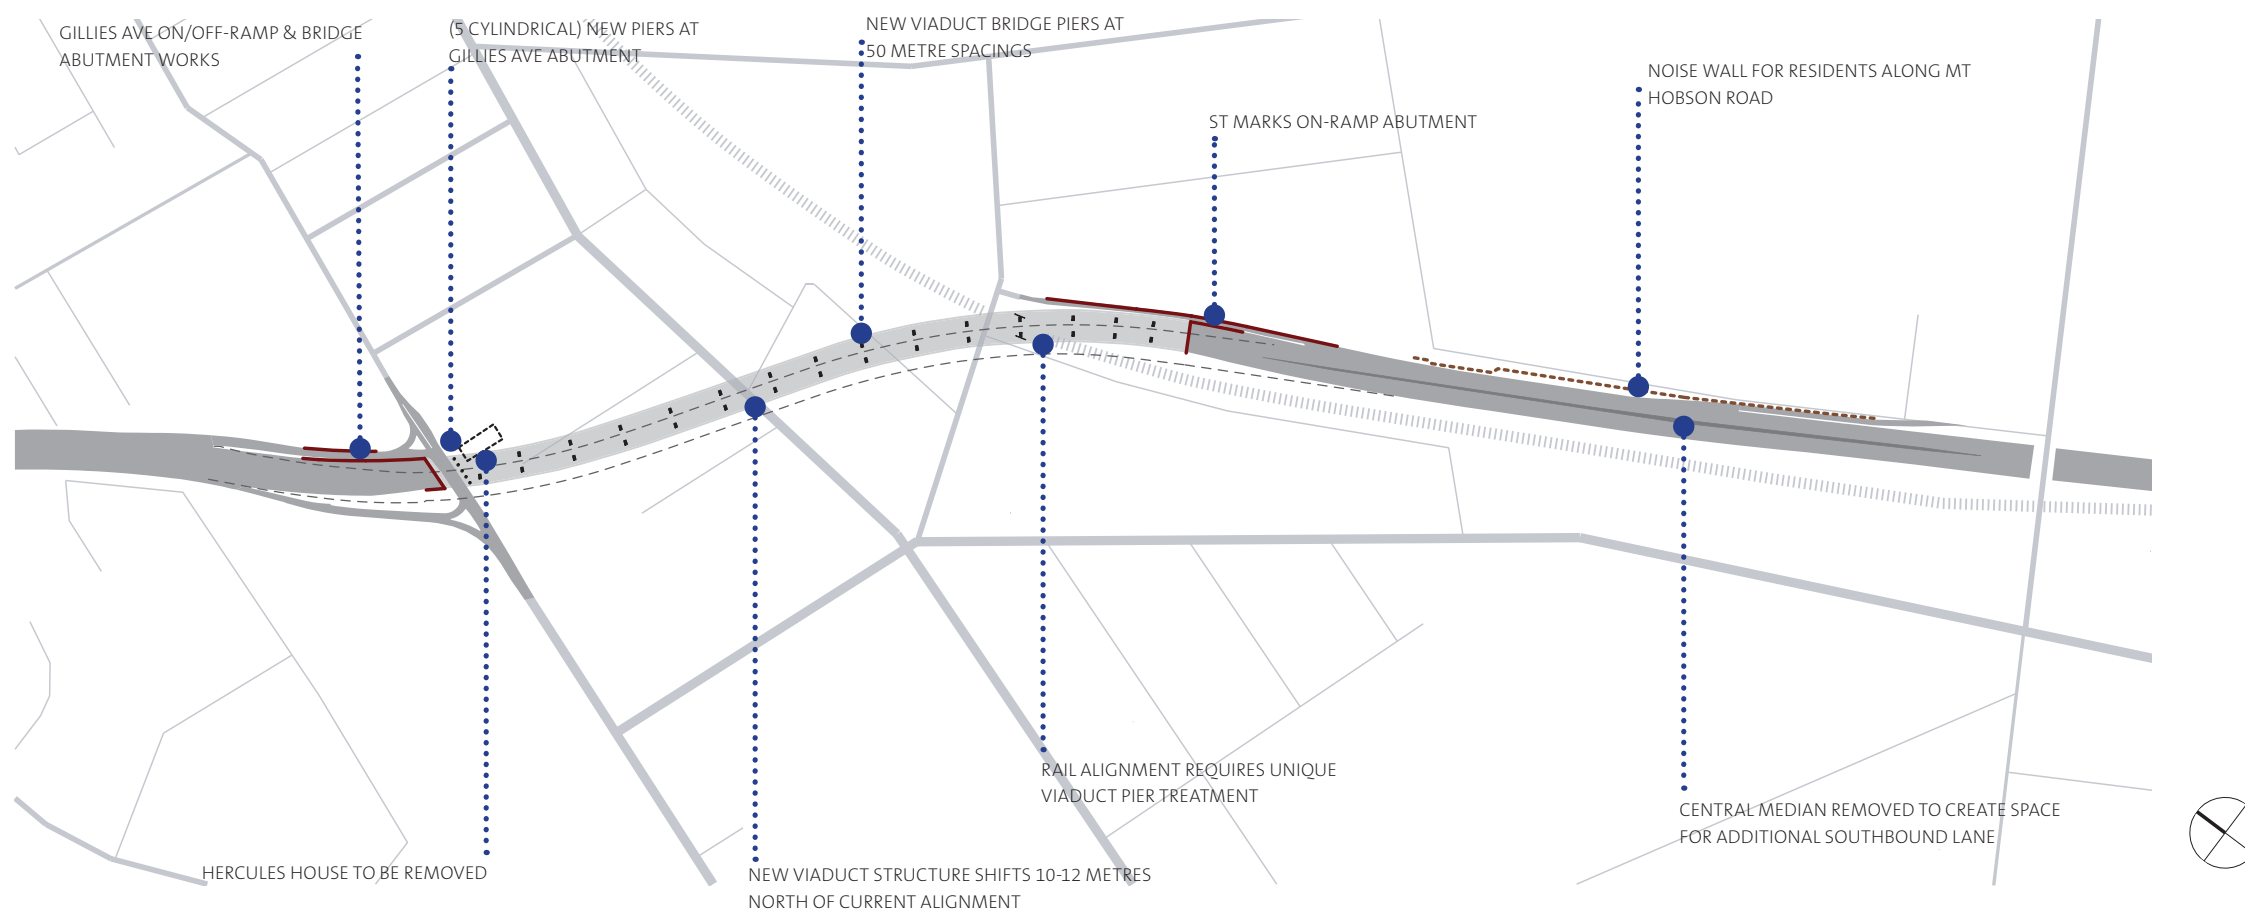 GILLIES AVE ON/OFF-RAMP & BRIDGE
ABUTMENT WORKS
(5 CYLINDRICAL) NEW PIERS AT
GILLIES AVE ABUTMENT
NEW VIADUCT BRIDGE PIERS AT
50 METRE SPACINGS
ST MARKS ON-RAMP ABUTMENT
NOISE WALL FOR RESIDENTS ALONG MT
HOBSON ROAD
HERCULES HOUSE TO BE REMOVED
NEW VIADUCT STRUCTURE SHIFTS 10-12 METRES
NORTH OF CURRENT ALIGNMENT
RAIL ALIGNMENT REQUIRES UNIQUE
VIADUCT PIER TREATMENT
CENTRAL MEDIAN REMOVED TO CREATE SPACE
FOR ADDITIONAL SOUTHBOUND LANE